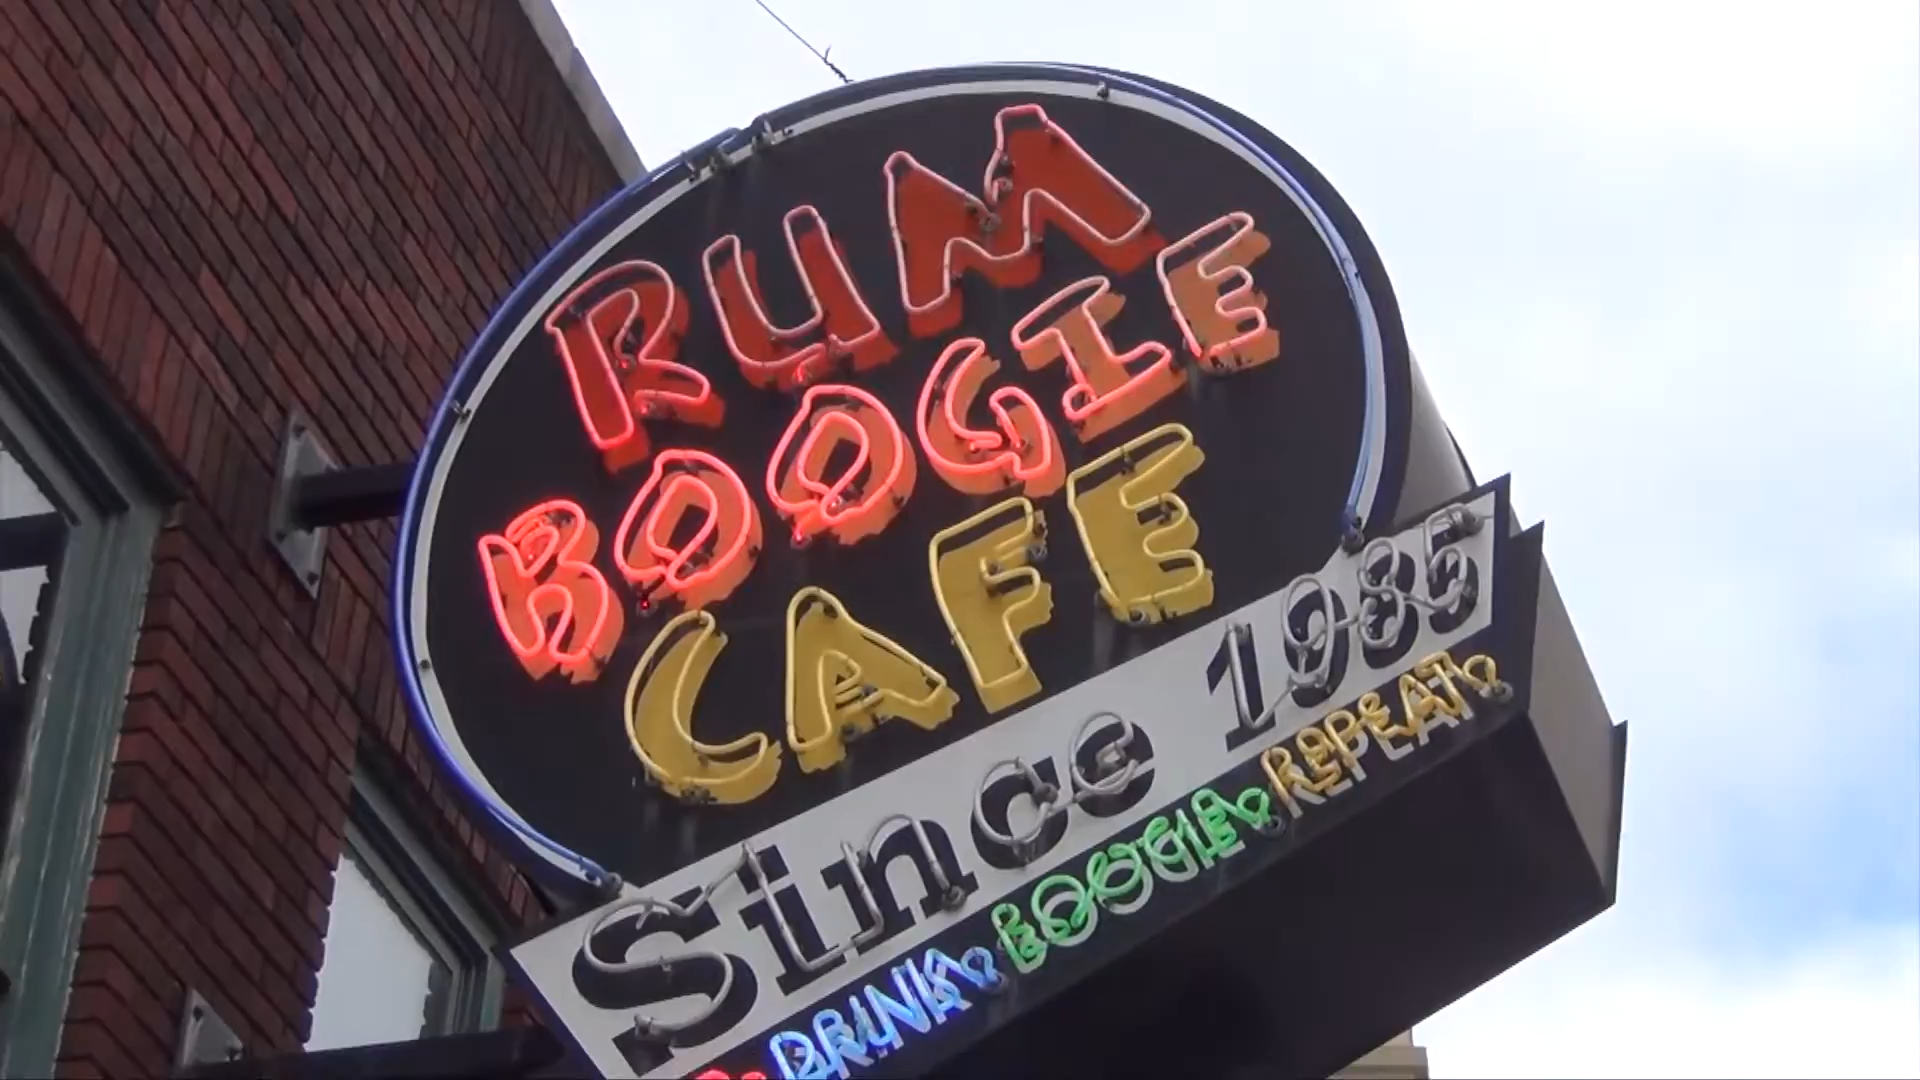 RUM
BOOGIE
CAFE
Since 1985
DRINK, BOOGIE, REPEAT,